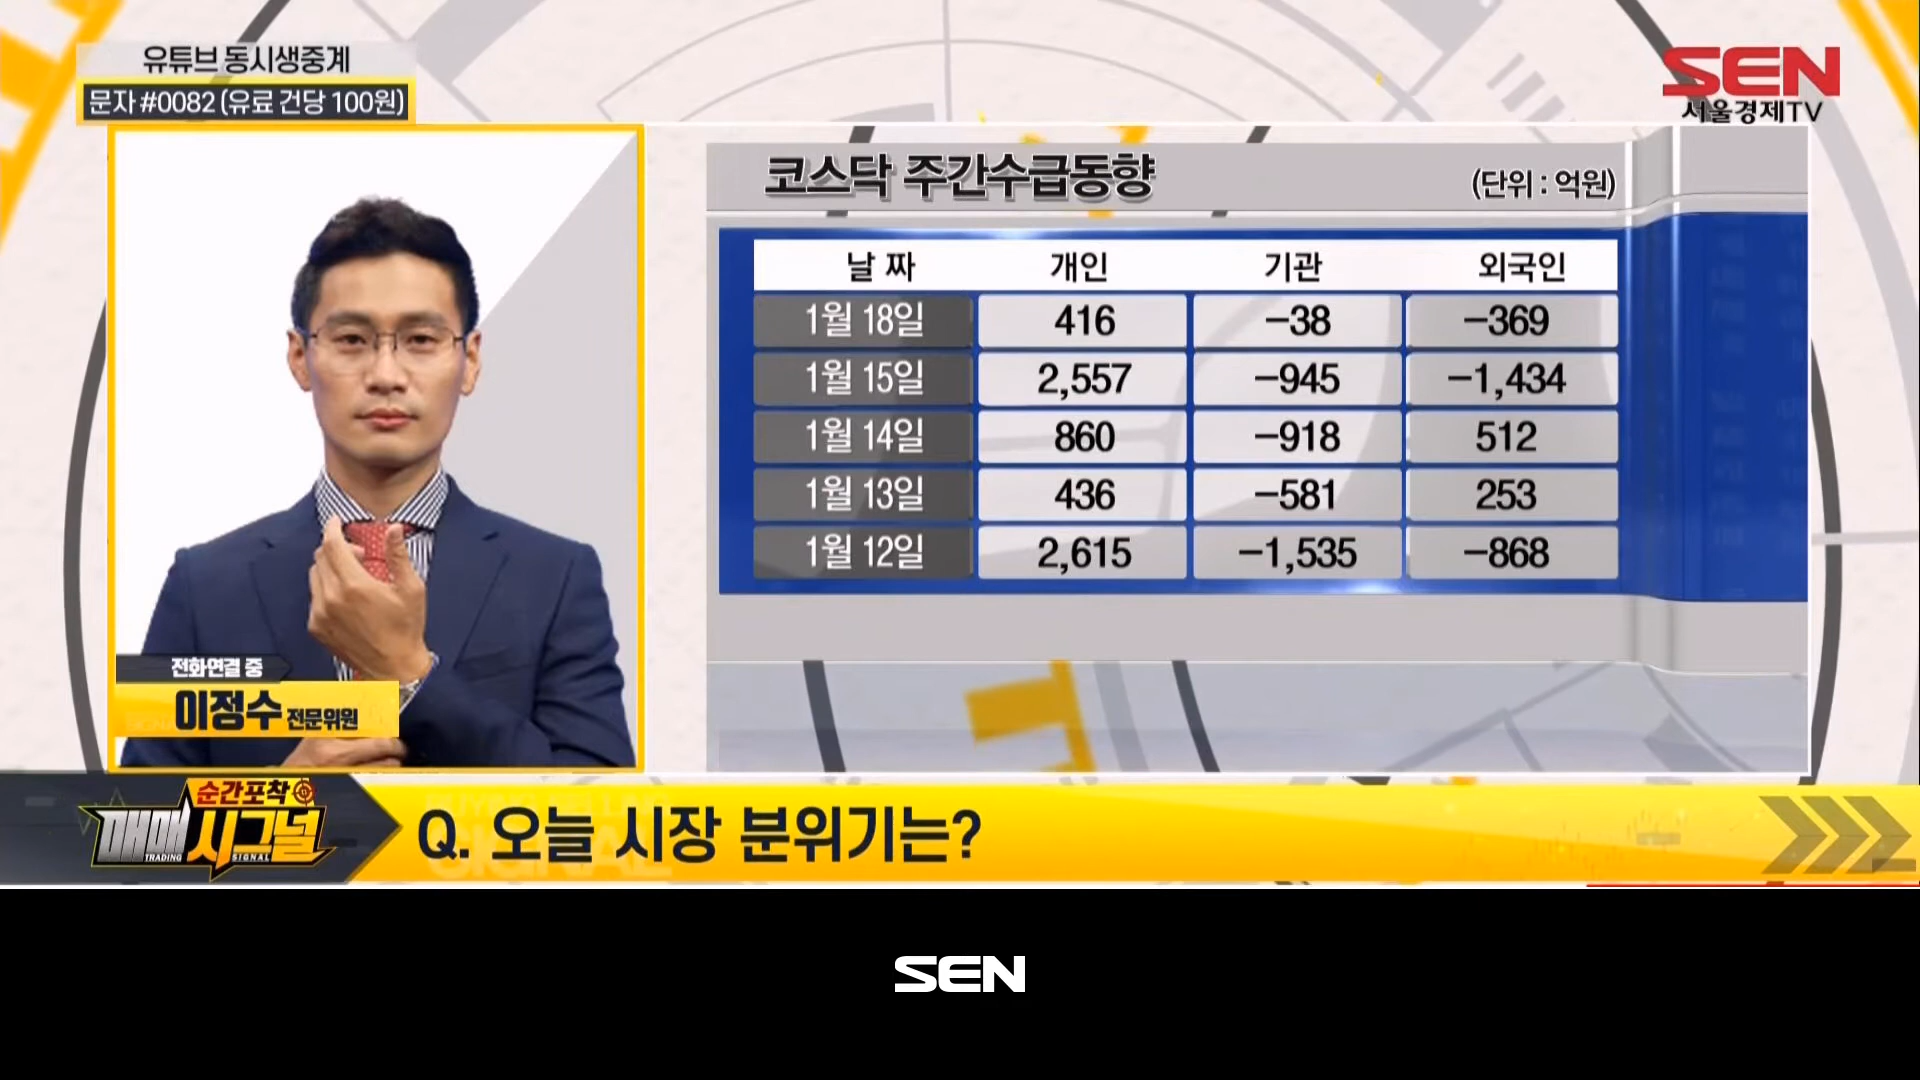 유튜브 동시생중계
문자 #0082 (유료 건당 100원)
SEN
서울경제TV
코스닥 주간수급동향
(단위 : 억원)
날 짜 개인 기관 외국인
1월 18일 416 -38 -369
1월 15일 2,557 -945 -1,434
1월 14일 860 -918 512
1월 13일 436 -581 253
1월 12일 2,615 -1,535 -868
전화연결 중
이정수 전문위원
순간포착
매매 시그널
TRADING SIGNAL
Q. 오늘 시장 분위기는?
SEN